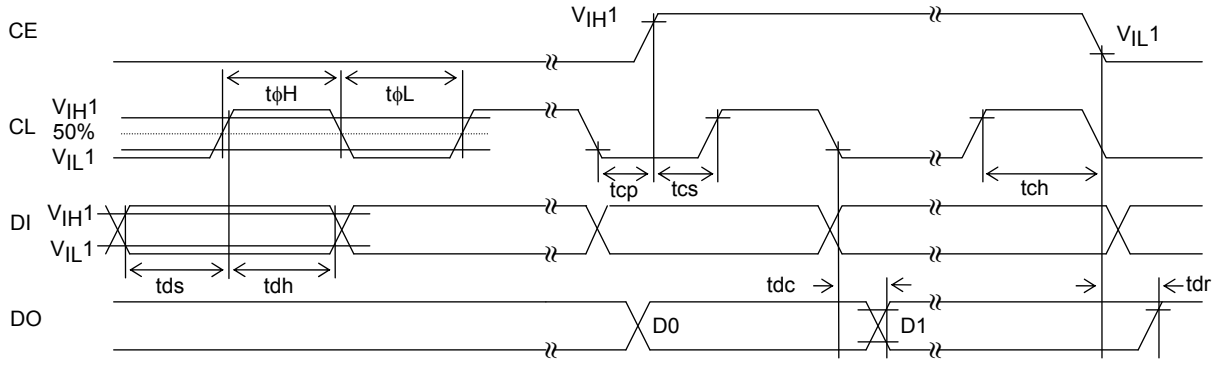 CE
VIH1
VIL1
tϕH
tϕL
CL
VIH1
50%
VIL1
tcp
tcs
tch
DI
VIH1
VIL1
tds
tdh
tdc
tdr
DO
D0
D1